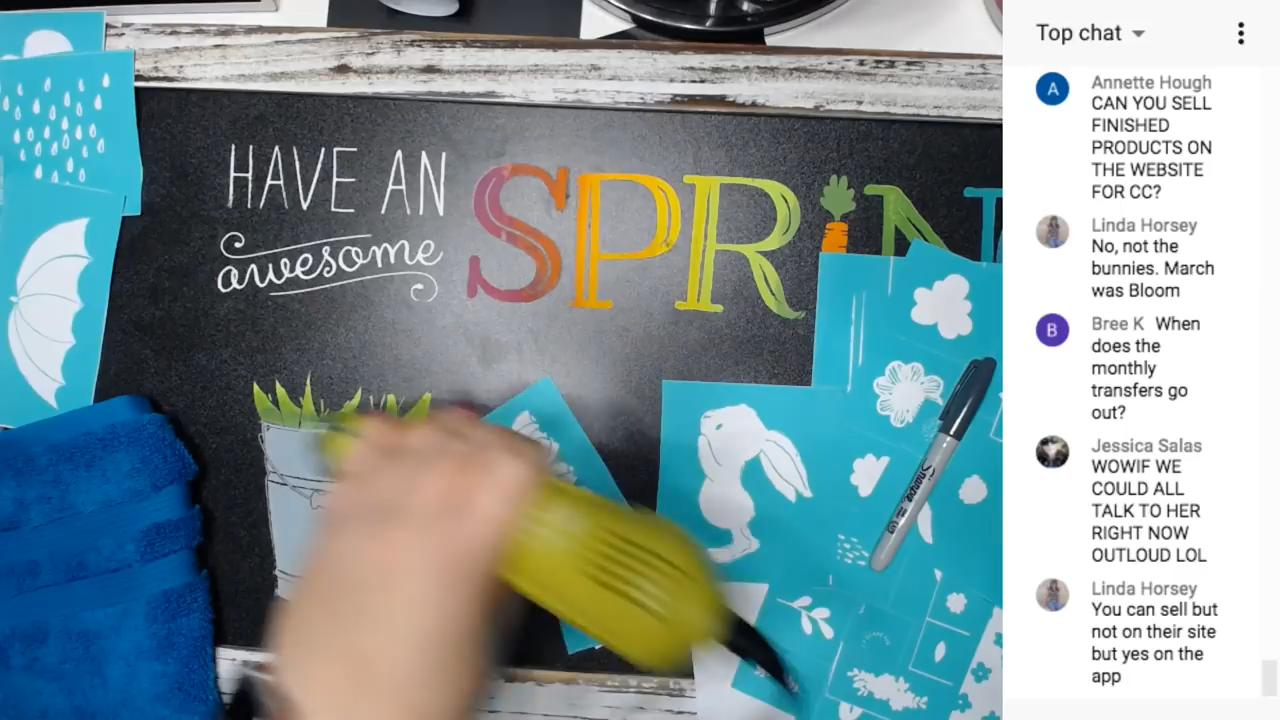 HAVE AN
awesome
SPRIN
Sharpie
Top chat
A
Annette Hough
CAN YOU SELL
FINISHED
PRODUCTS ON
THE WEBSITE
FOR CC?
Linda Horsey
No, not the
bunnies. March
was Bloom
B
Bree K When
does the
monthly
transfers go
out?
Jessica Salas
WOWIF WE
COULD ALL
TALK TO HER
RIGHT NOW
OUTLOUD LOL
Linda Horsey
You can sell but
not on their site
but yes on the
app